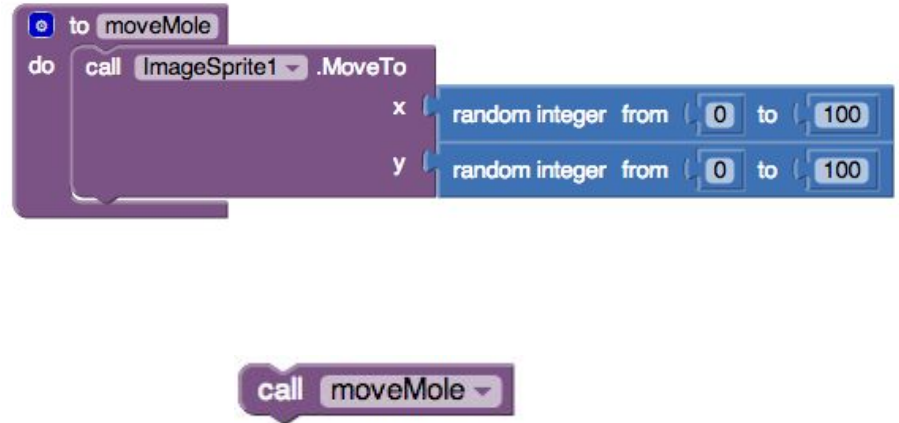 to moveMole
do call ImageSprite1 .MoveTo
x random integer from 0 to 100
y random integer from 0 to 100
call moveMole